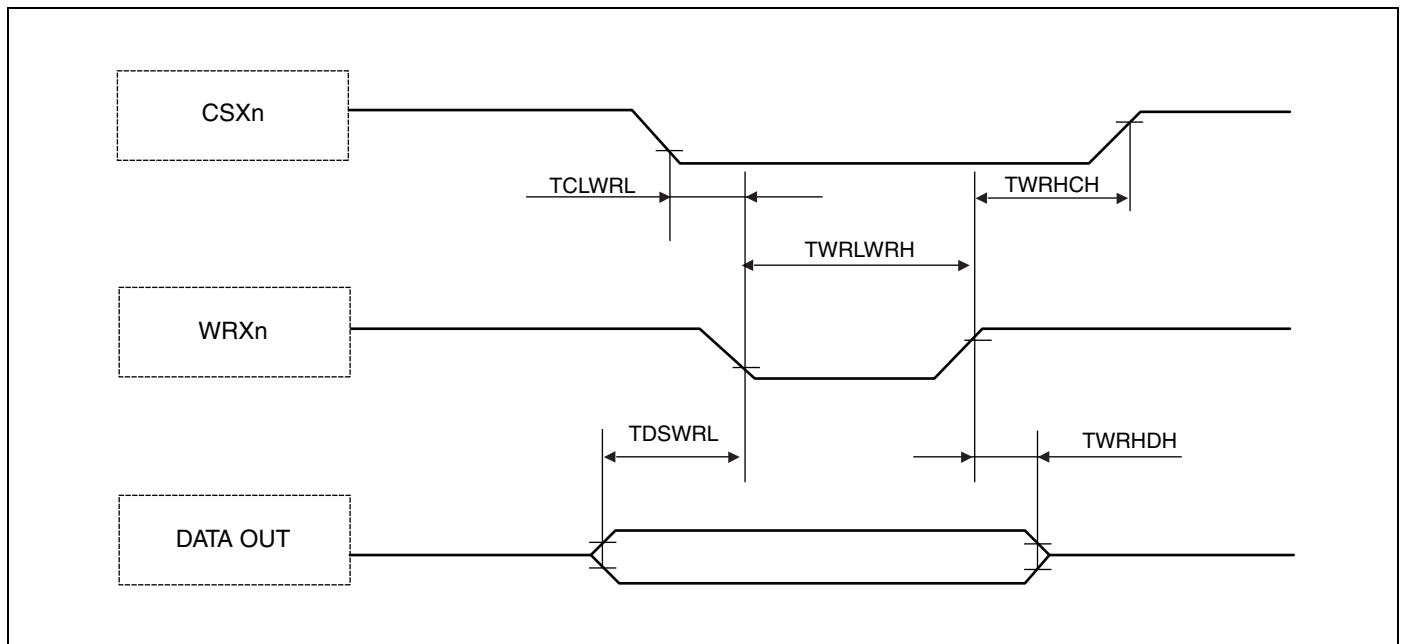 CSXn
TCLWRL
TWRHCH
TWRLWRH
WRXn
TDSWRL
TWRHDH
DATA OUT